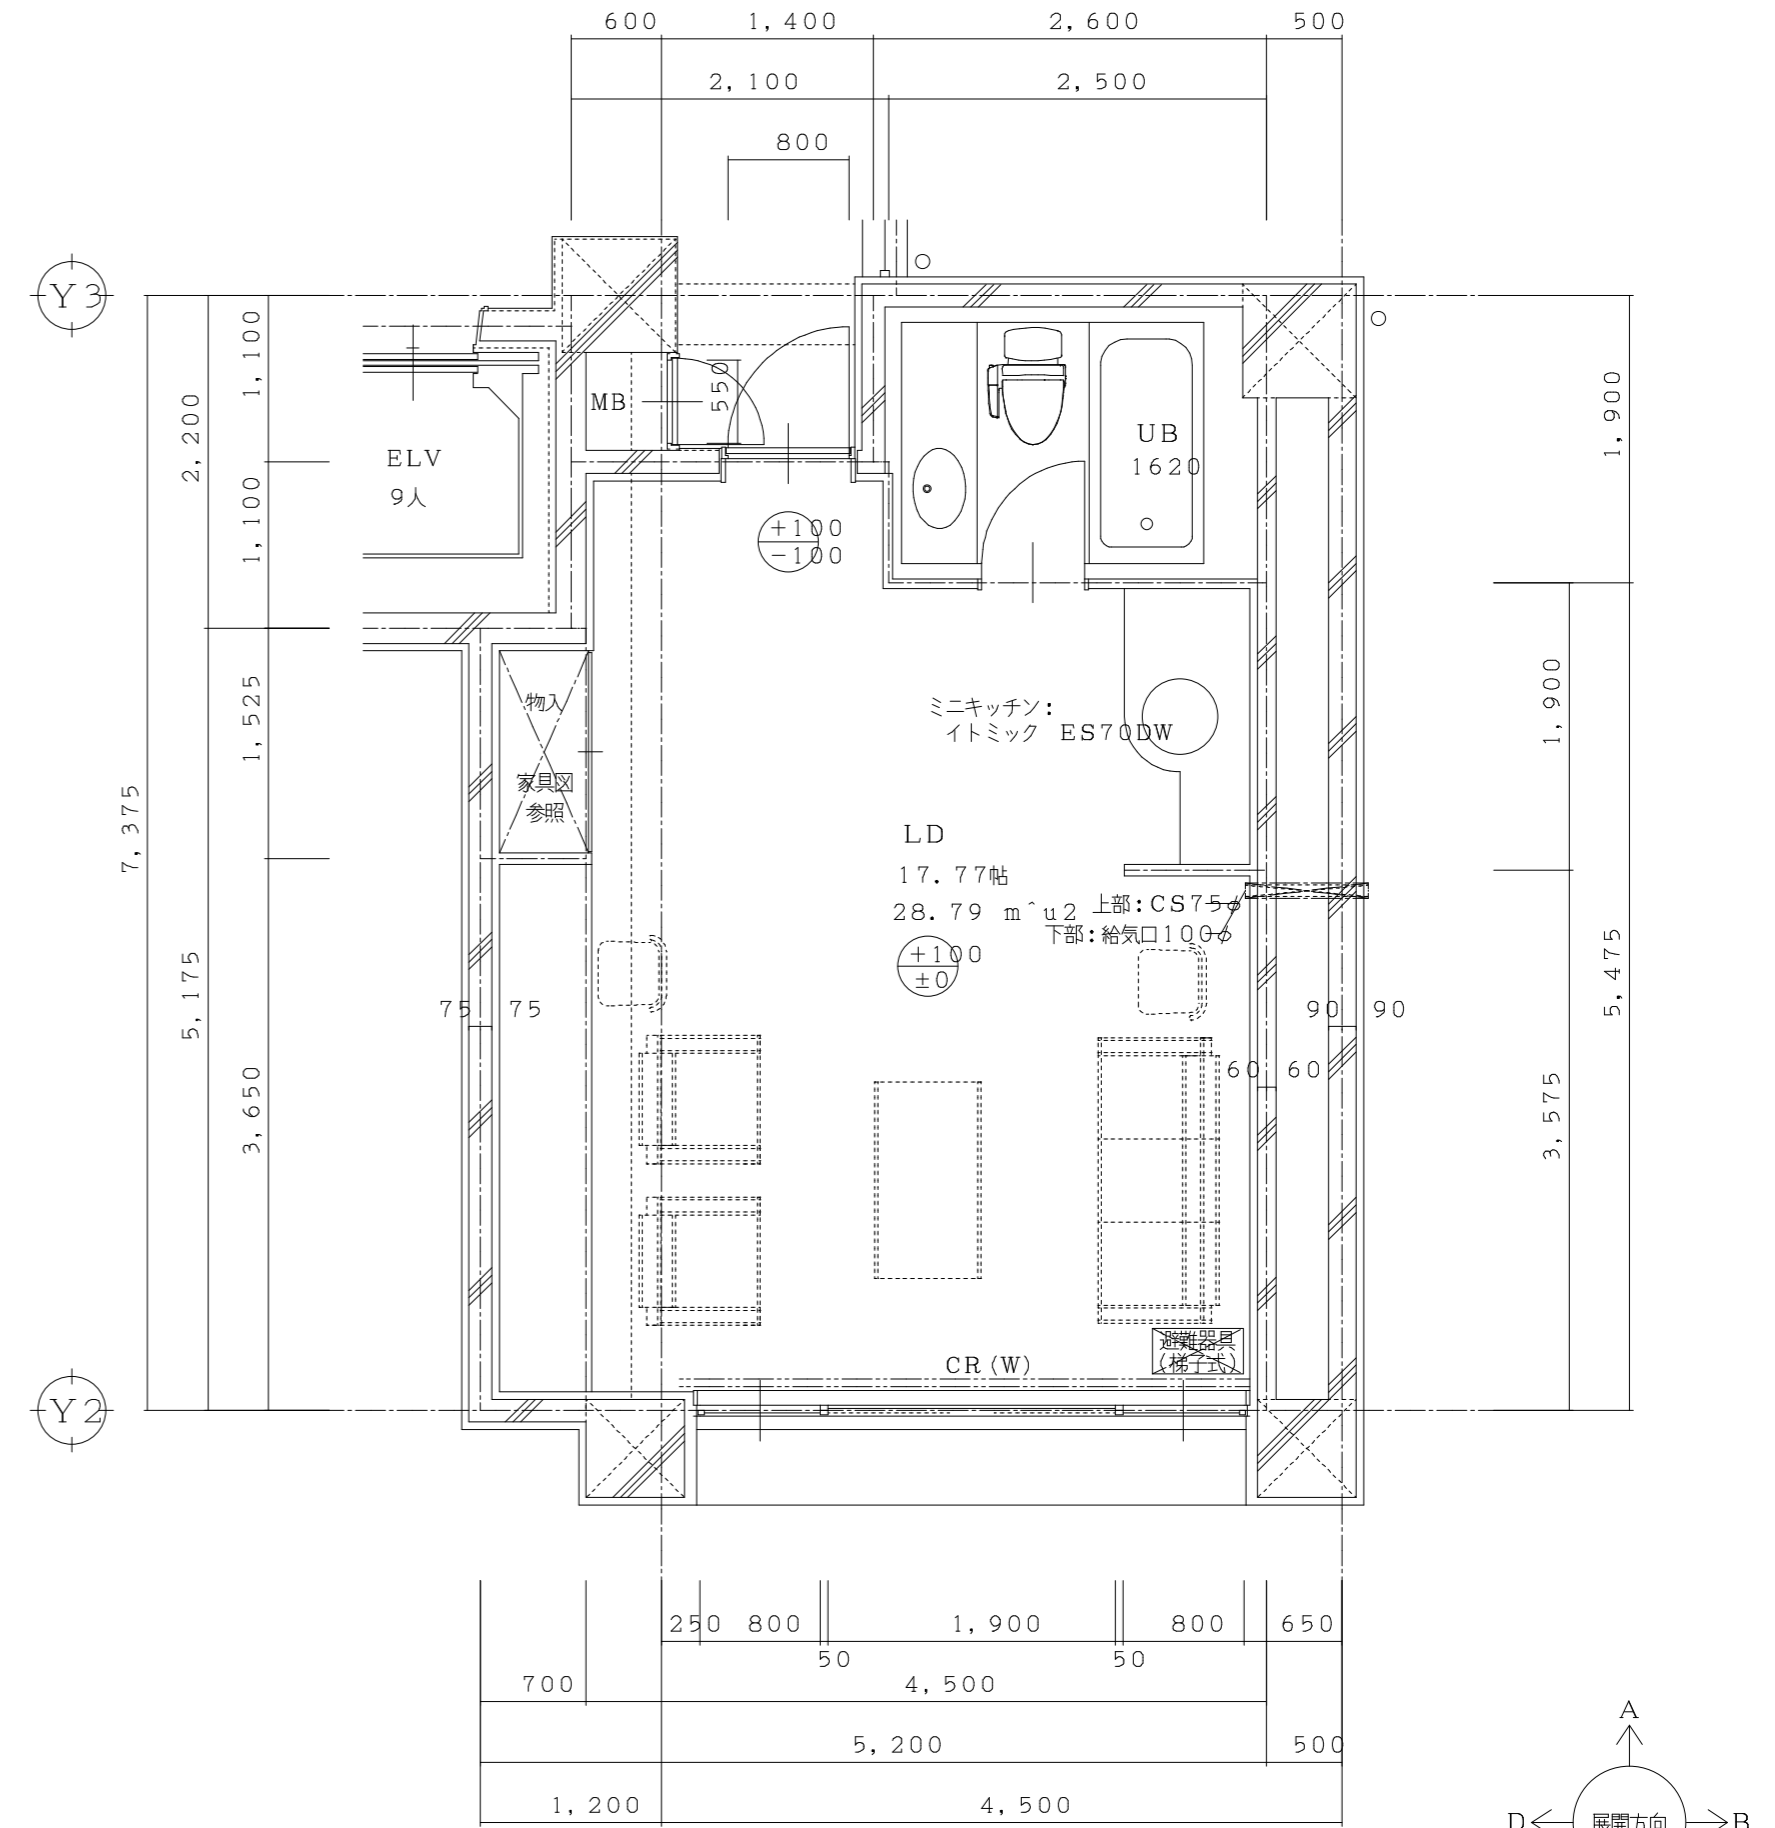 600 1,400 2,600 500
2,100 2,500
800
Y3
1,100
2,200
1,100
1,900
550
MB
ELV
9人
UB
1620
+100
-100
1,525
物入
家具図
参照
ミニキッチン:
イトミック ES70DW
1,900
7,375
LD
17.77帖
28.79 m^u2
上部:CS75φ
下部:給気口100φ
+100
±0
5,175
5,475
75 75
90 90
60 60
3,650
3,575
避難器具
(梯子式)
CR(W)
Y2
250 800 1,900 800 650
50 50
700 4,500
5,200 500
1,200 4,500
A
D 展開方向 B